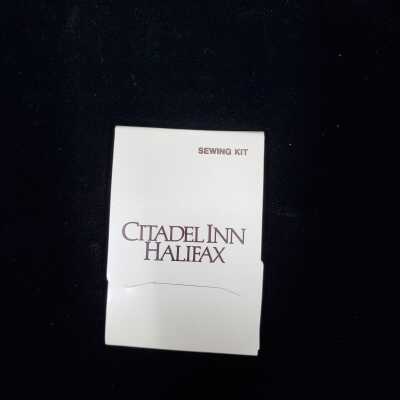 SEWING KIT
CITADEL INN
HALIFAX